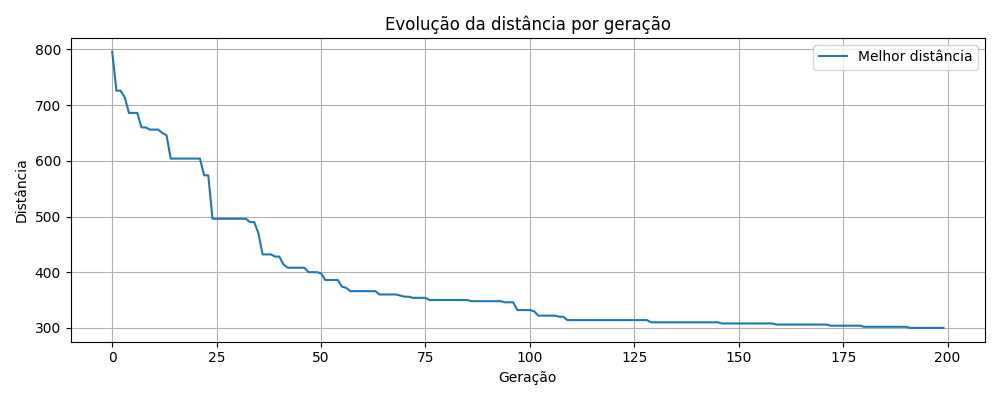 Evolução da distância por geração
Melhor distância
Distância
800
700
600
500
400
300
0 25 50 75 100 125 150 175 200
Geração